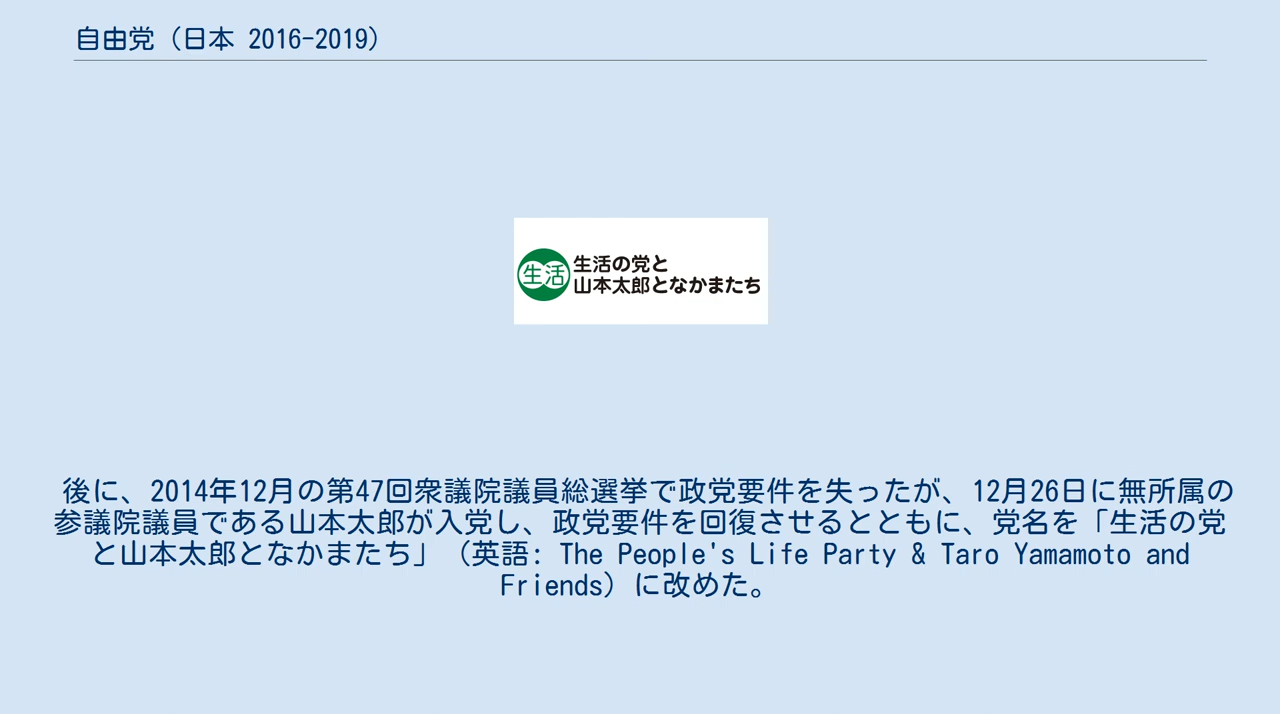 自由党（日本 2016-2019）
生活
生活の党と
山本太郎となかまたち
後に、2014年12月の第47回衆議院議員総選挙で政党要件を失ったが、12月26日に無所属の
参議院議員である山本太郎が入党し、政党要件を回復させるとともに、党名を「生活の党
と山本太郎となかまたち」（英語: The People's Life Party & Taro Yamamoto and
Friends）に改めた。